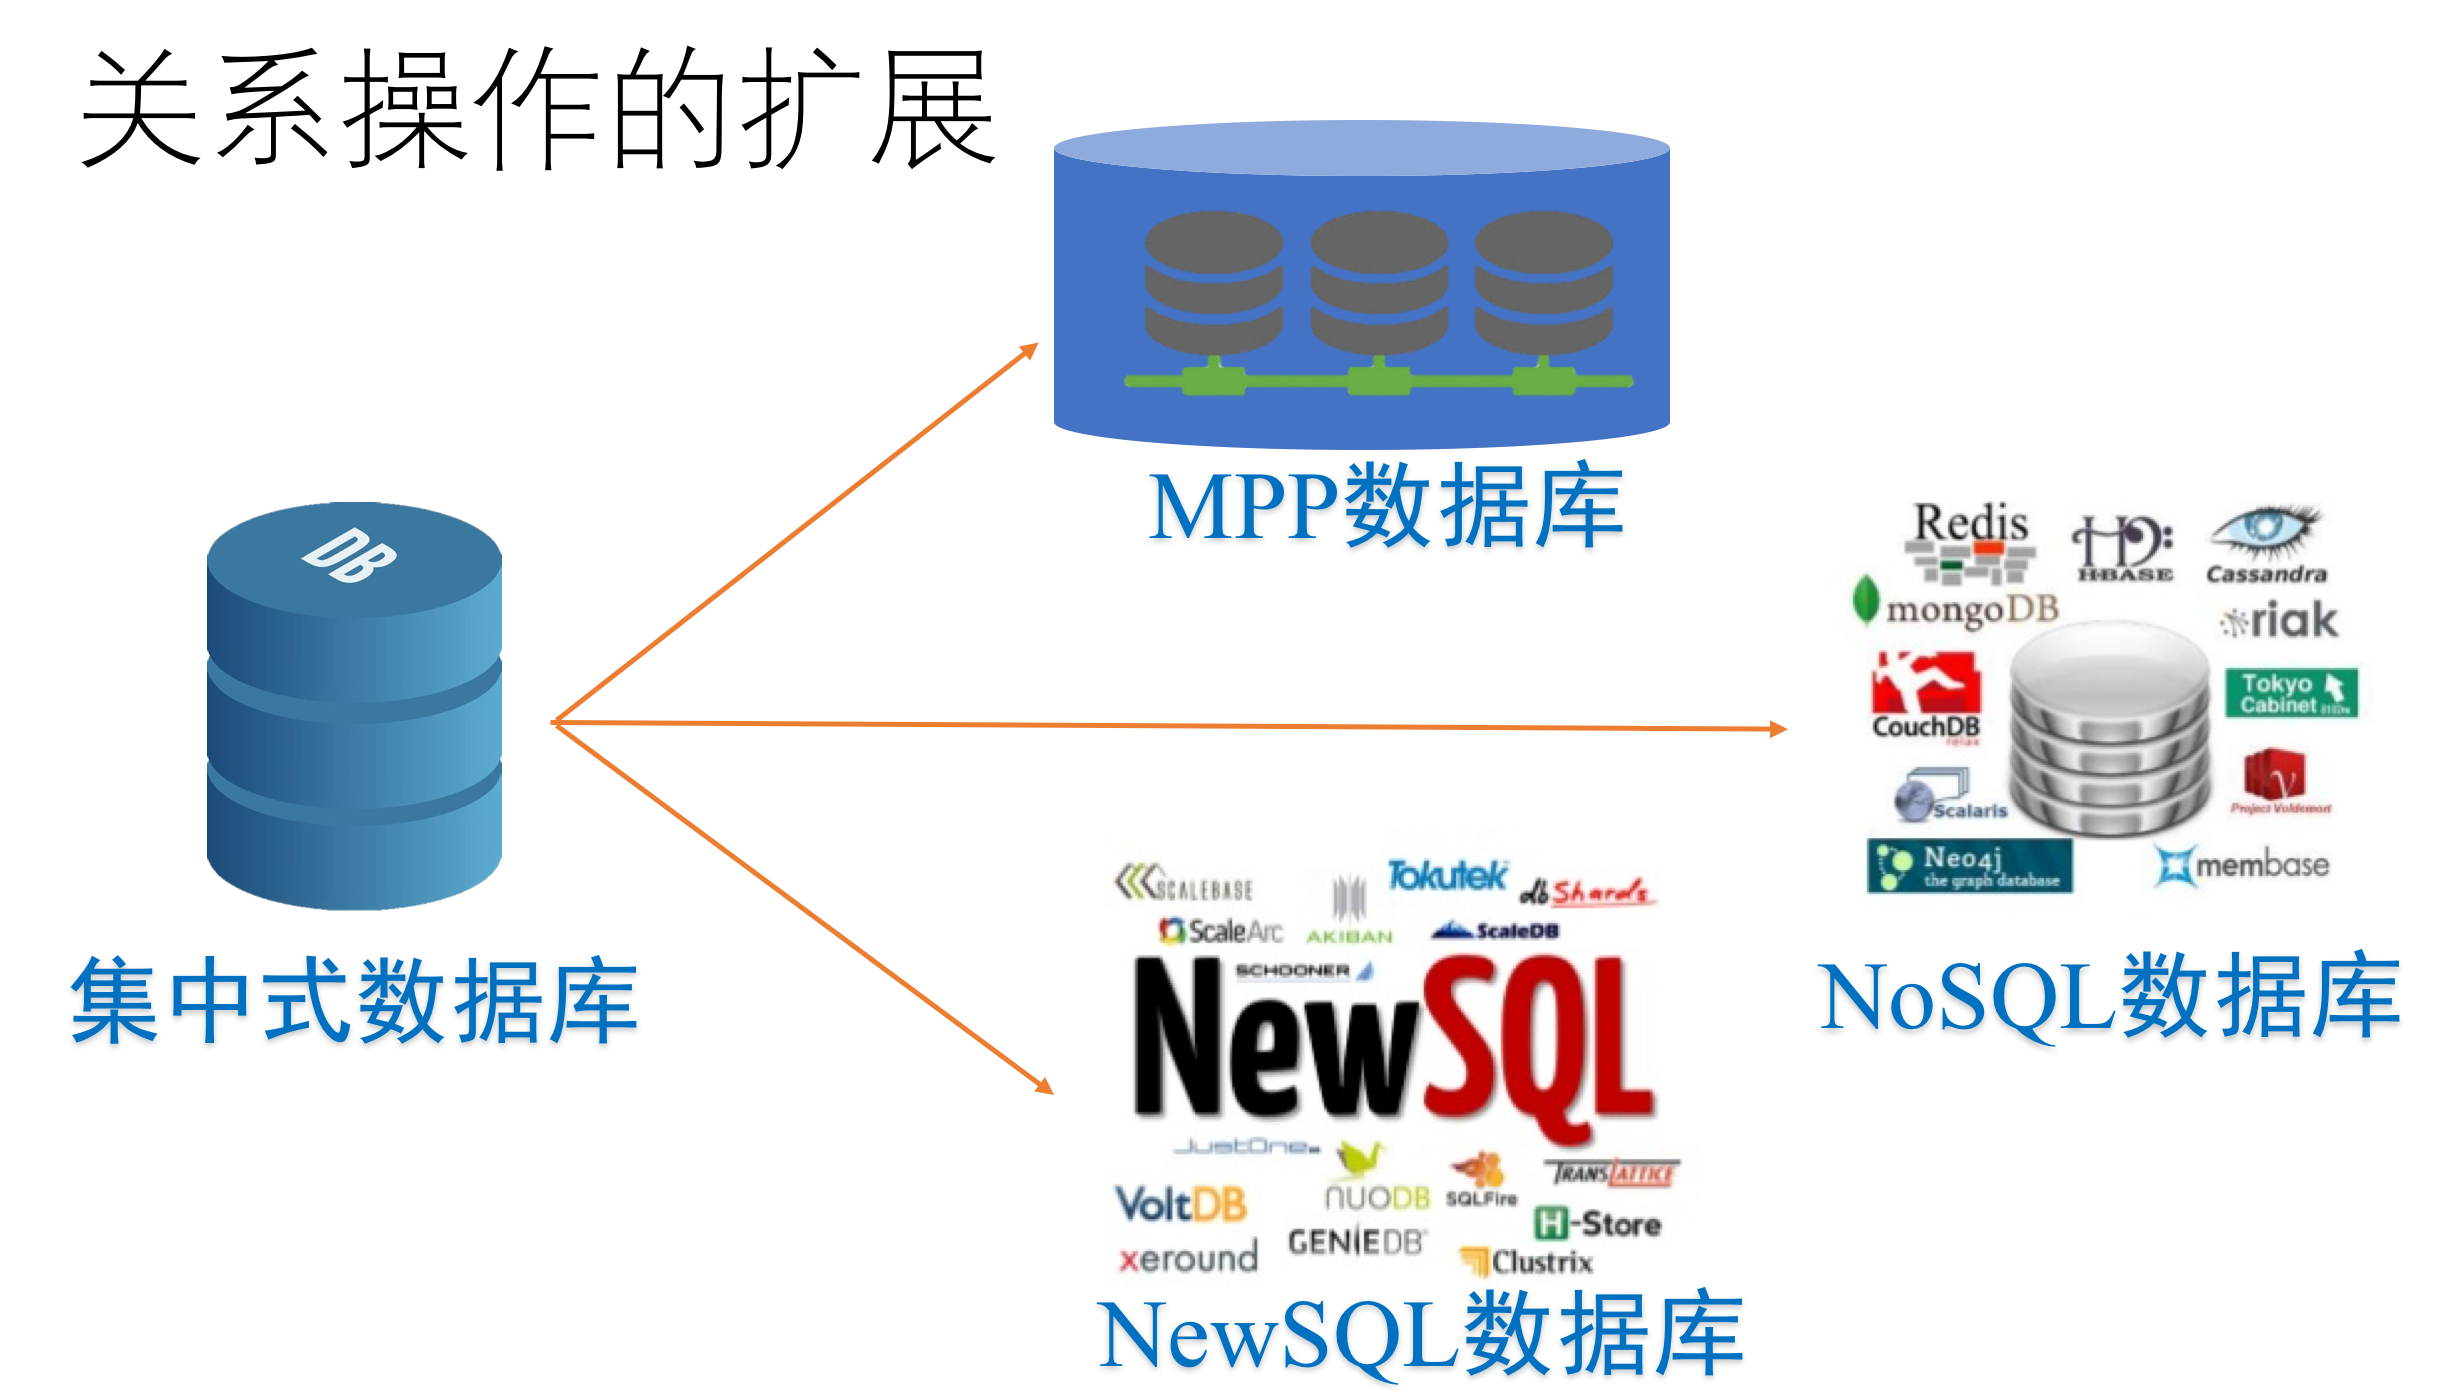 关系操作的扩展
DB
集中式数据库
MPP数据库
Redis
HBASE
Cassandra
mongoDB
riak
CouchDB
relax
Tokyo
Cabinet
Scalaris
Project Voldemort
Neo4j
the graph database
membase
NoSQL数据库
SCALEBASE
Tokutek
dbShards
ScaleArc
AKIBAN
ScaleDB
SCHOONER
NewSQL
JustOne
TRANSLATTICE
VoltDB
NUODB
SQLFire
H-Store
xeround
GENIEDB
Clustrix
NewSQL数据库